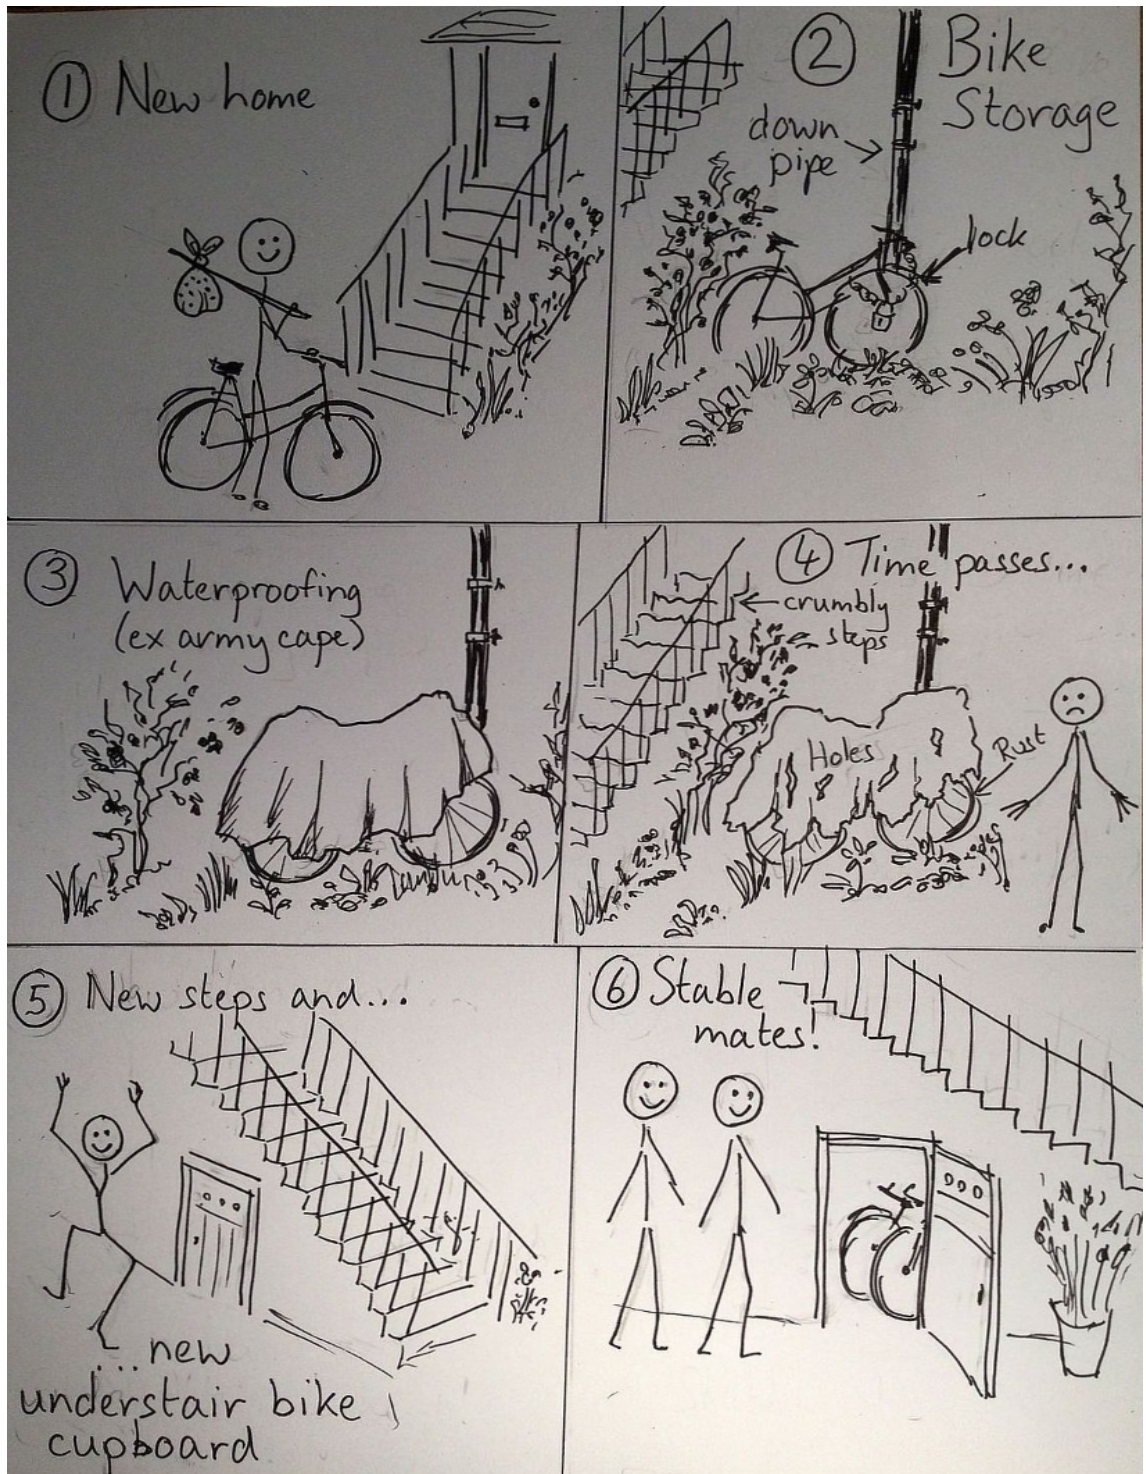 ① New home
② Bike
Storage
down
pipe
lock
③ Waterproofing
(ex army cape)
④ Time passes...
crumbly
steps
Holes
Rust
⑤ New steps and...
...new
understair bike
cupboard
⑥ Stable
mates!